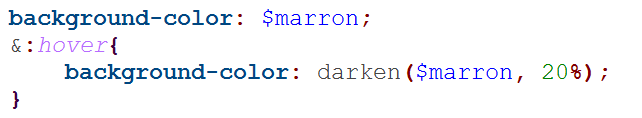 background-color: $marron;
&:hover{
    background-color: darken($marron, 20%);
}